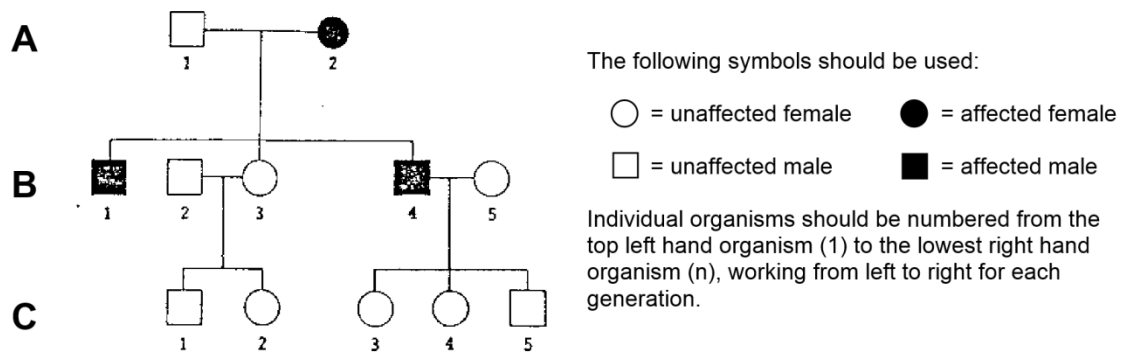 A
1
2
B
1
2
3
4
5
C
1
2
3
4
5
The following symbols should be used:
= unaffected female
= affected female
= unaffected male
= affected male
Individual organisms should be numbered from the
top left hand organism (1) to the lowest right hand
organism (n), working from left to right for each
generation.